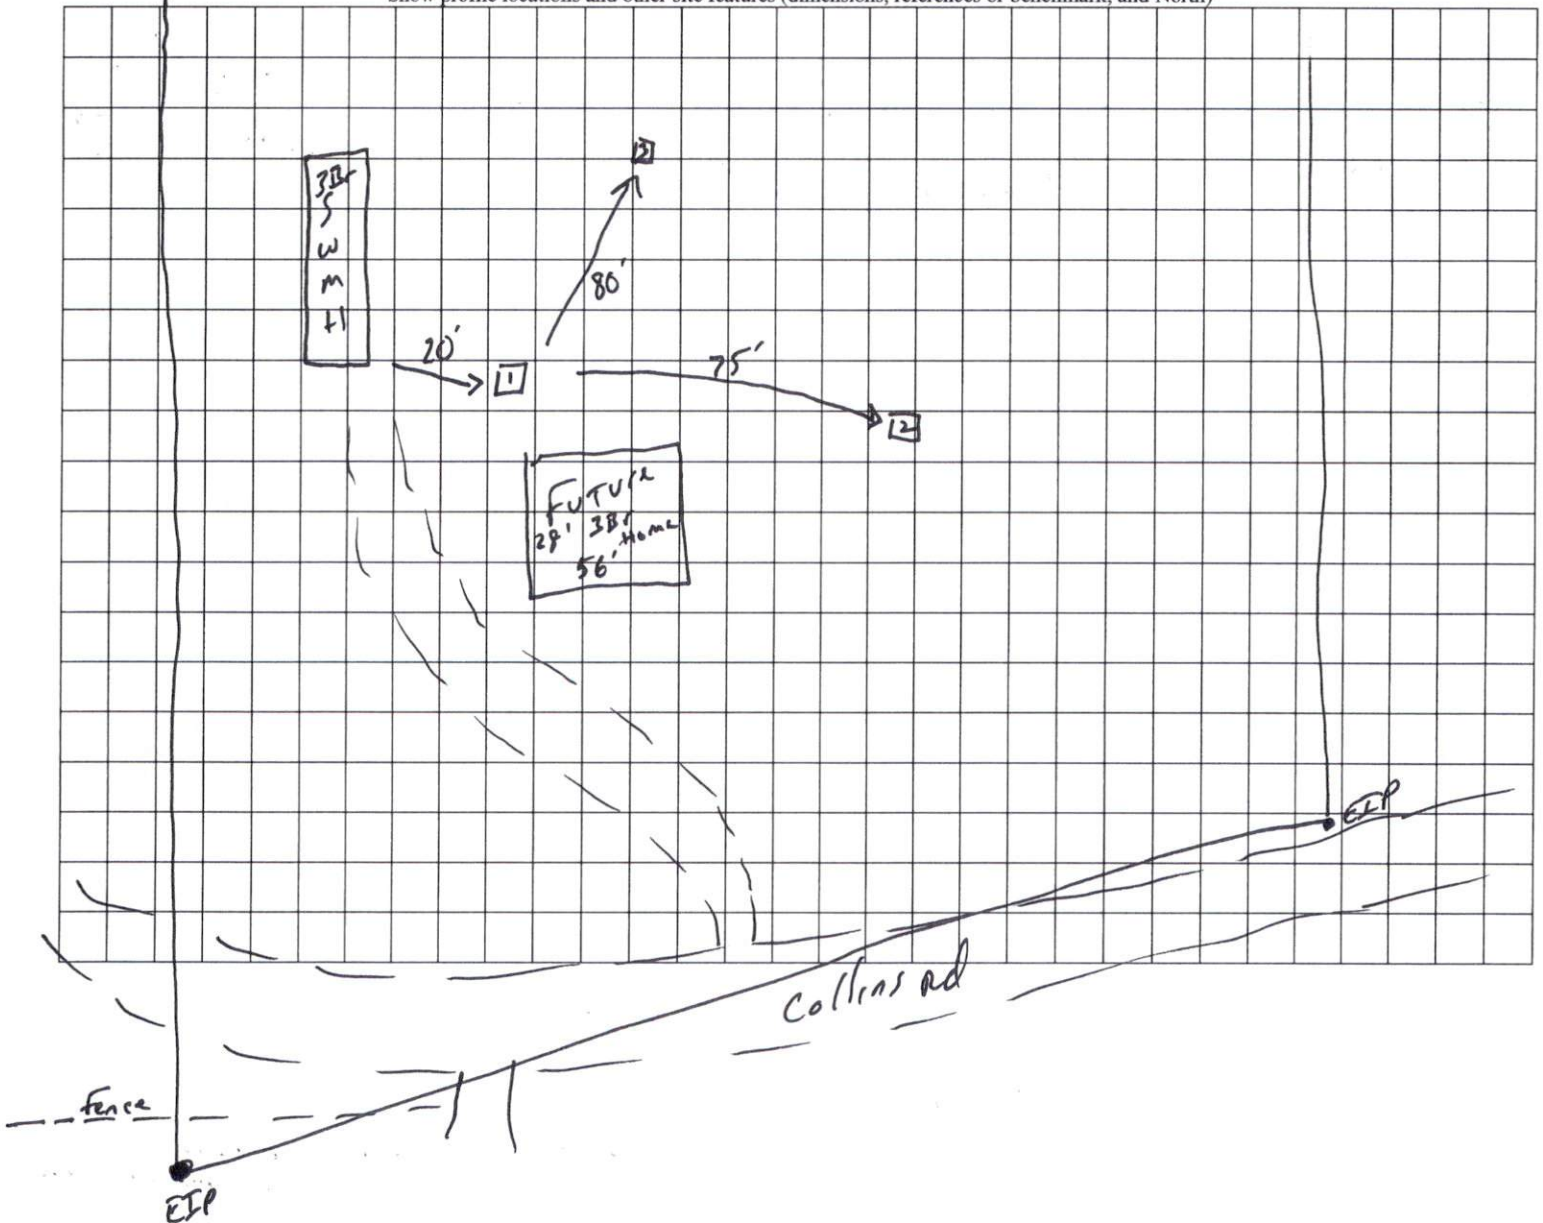 Show profile locations and other site features (dimensions, references or benchmark, and North)
3Br
S
W
M
H
3
80'
20'
1
75'
2
Future
28' 3Br Home
56'
EIP
Collins Rd
Fence
EIP